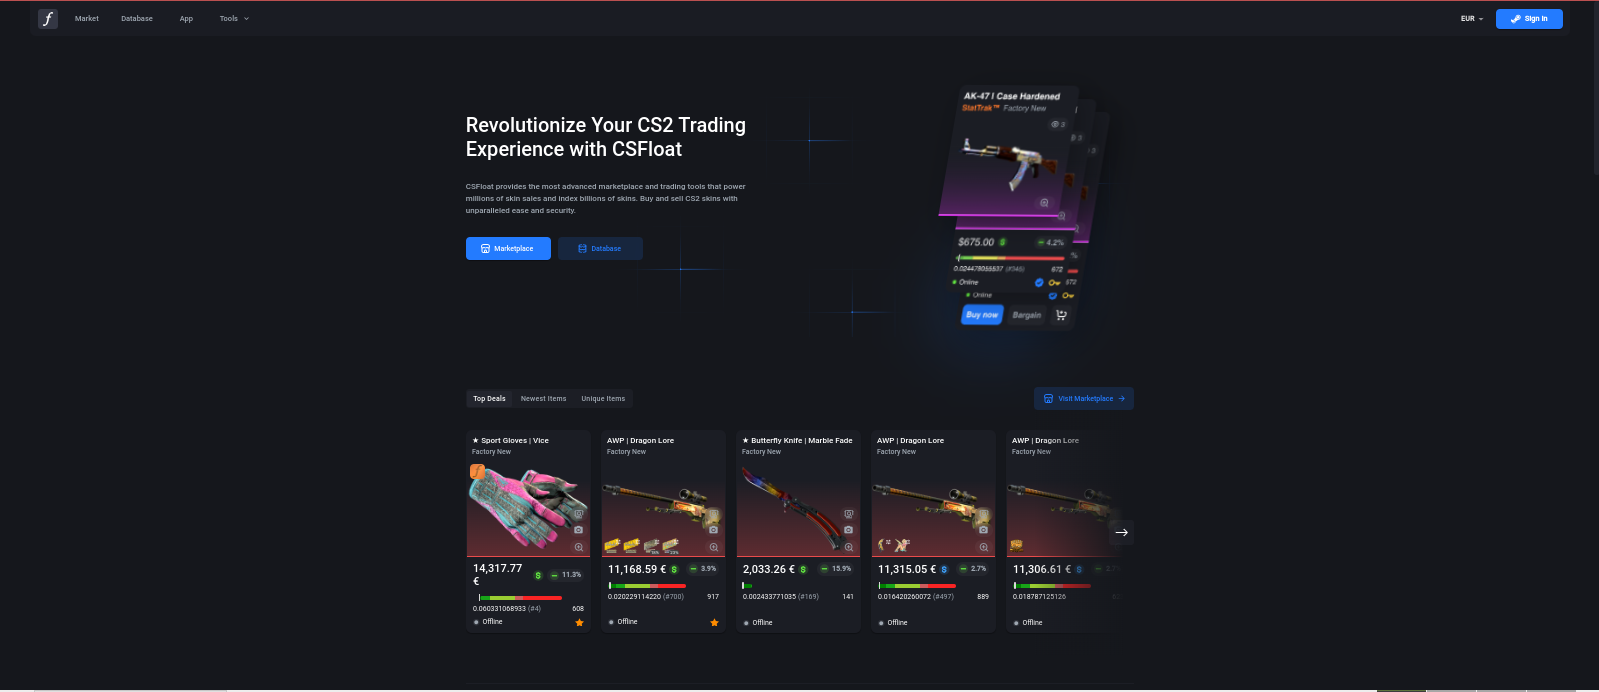 f Market Database App Tools EUR Sign in
Revolutionize Your CS2 Trading
Experience with CSFloat
CSFloat provides the most advanced marketplace and trading tools that power
millions of skin sales and index billions of skins. Buy and sell CS2 skins with
unparalleled ease and security.
Marketplace Database
AK-47 | Case Hardened
StatTrak™ Factory New
3
$675.00 $ 4.2%
672
Online
672
Online
Buy now Bargain
Top Deals Newest Items Unique Items Visit Marketplace
★ Sport Gloves | Vice
Factory New
14,317.77
€ $ 11.3%
0.060331068933 (#4) 608
Offline
AWP | Dragon Lore
Factory New
11,168.59 € $ 3.9%
0.020229114220 (#700) 917
Offline
★ Butterfly Knife | Marble Fade
Factory New
2,033.26 € $ 15.9%
0.002433771035 (#169) 141
Offline
AWP | Dragon Lore
Factory New
11,315.05 € $ 2.7%
0.016420260072 (#497) 889
Offline
AWP | Dragon Lore
Factory New
11,306.61 € $
0.018787125126
Offline